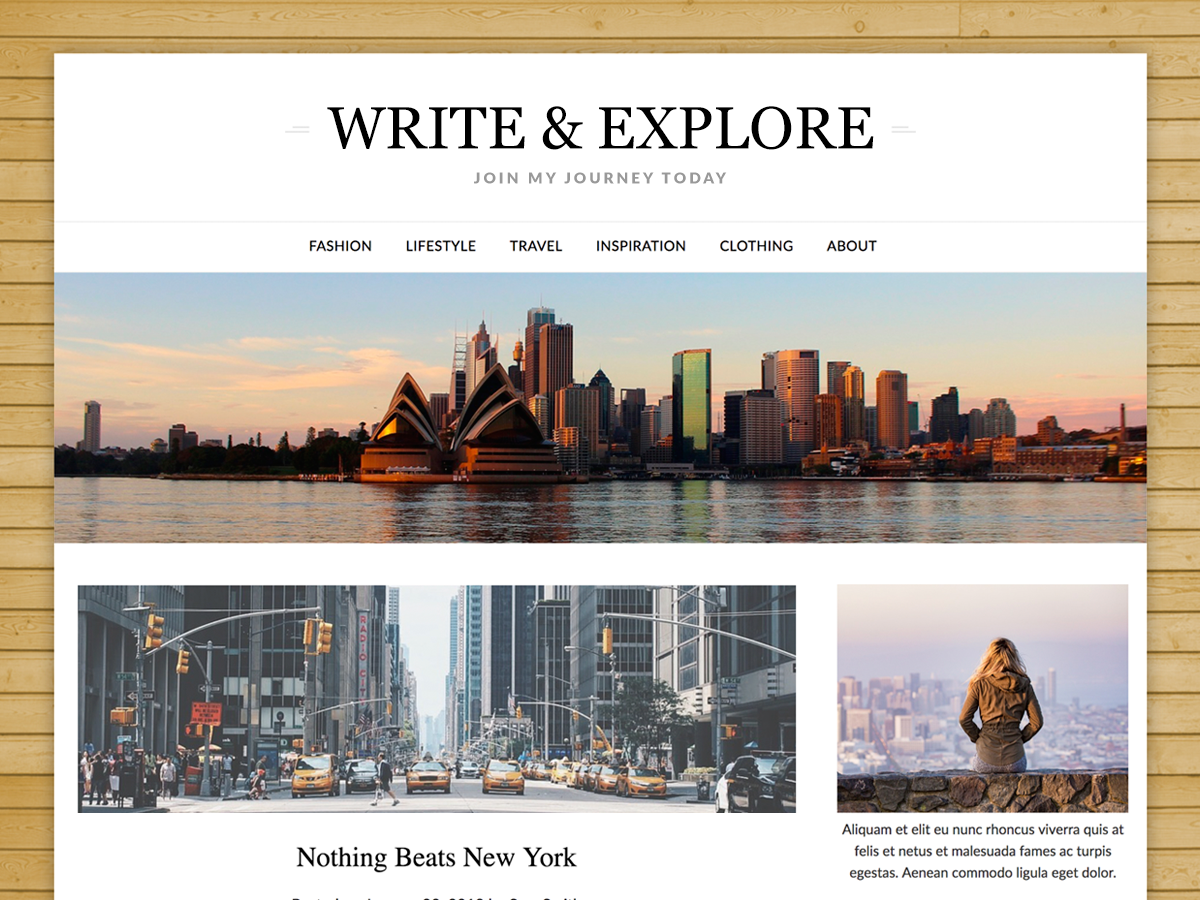 WRITE & EXPLORE
JOIN MY JOURNEY TODAY
FASHION LIFESTYLE TRAVEL INSPIRATION CLOTHING ABOUT
RADIO CIT
Nothing Beats New York
Aliquam et elit eu nunc rhoncus viverra quis at
felis et netus et malesuada fames ac turpis
egestas. Aenean commodo ligula eget dolor.